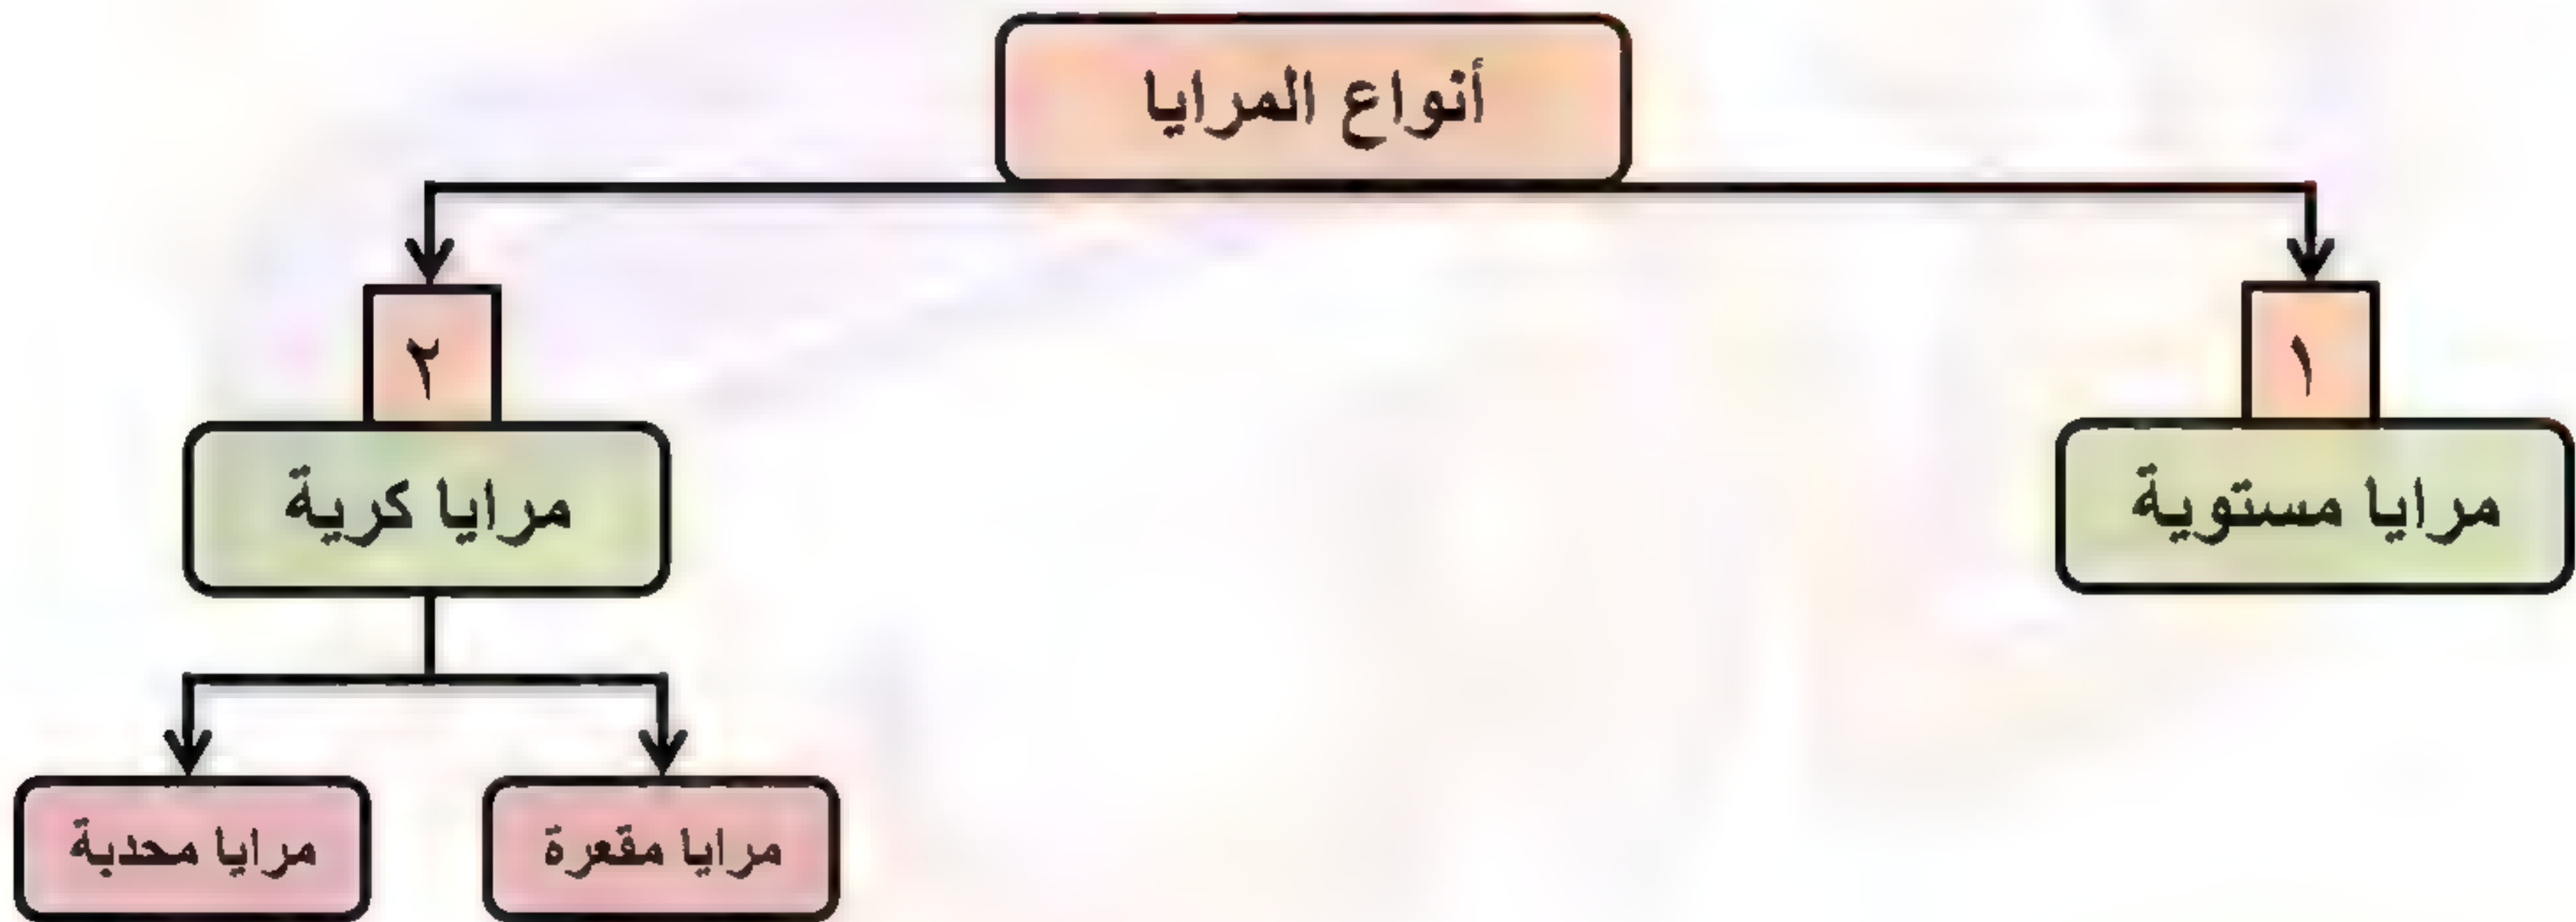 أنواع المرايا
١
مرايا مستوية
٢
مرايا كرية
مرايا مقعرة
مرايا محدبة